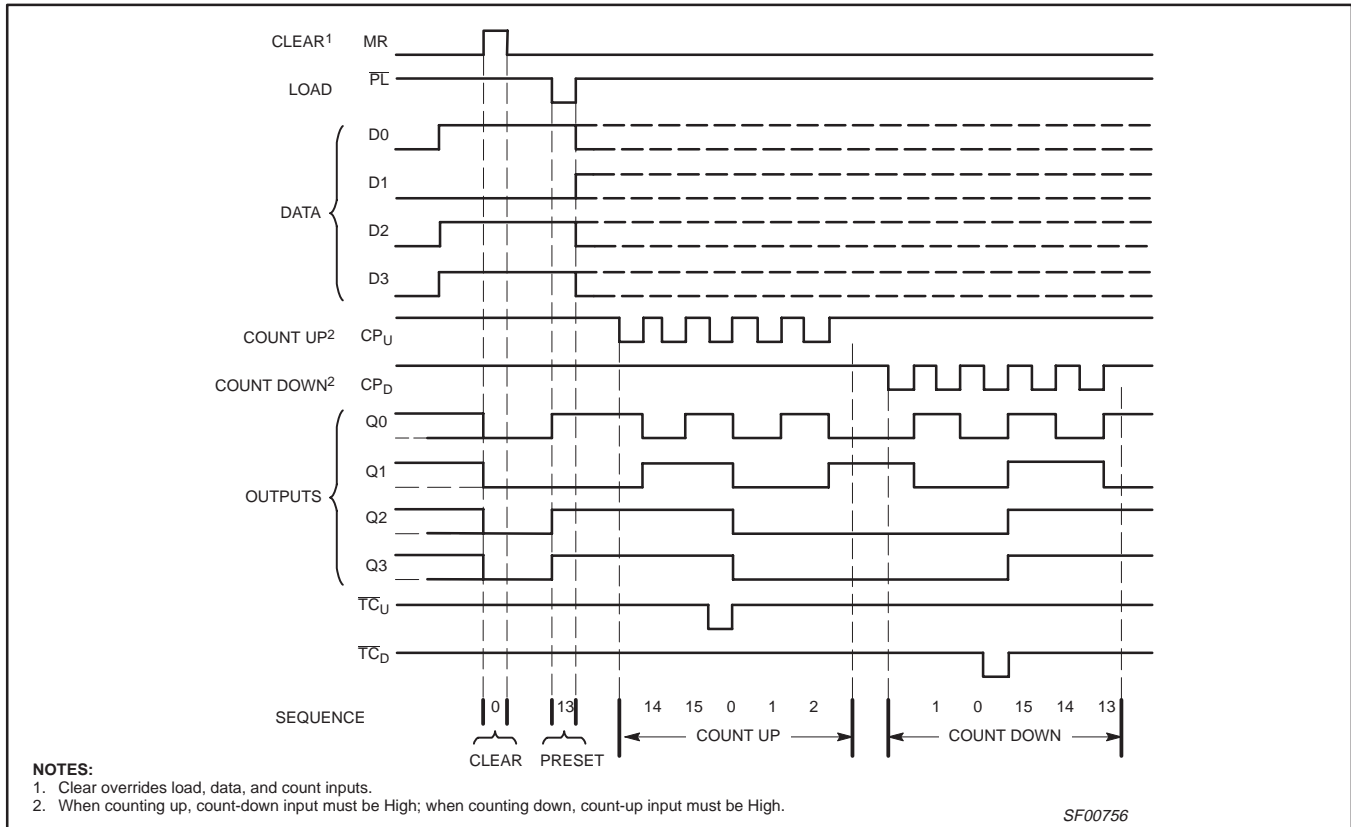 CLEAR1 MR
LOAD PL
DATA
D0
D1
D2
D3
COUNT UP2 CPU
COUNT DOWN2 CPD
OUTPUTS
Q0
Q1
Q2
Q3
TCU
TCD
SEQUENCE 0 13 14 15 0 1 2 1 0 15 14 13
COUNT UP COUNT DOWN
CLEAR PRESET
NOTES:
1. Clear overrides load, data, and count inputs.
2. When counting up, count-down input must be High; when counting down, count-up input must be High.
SF00756